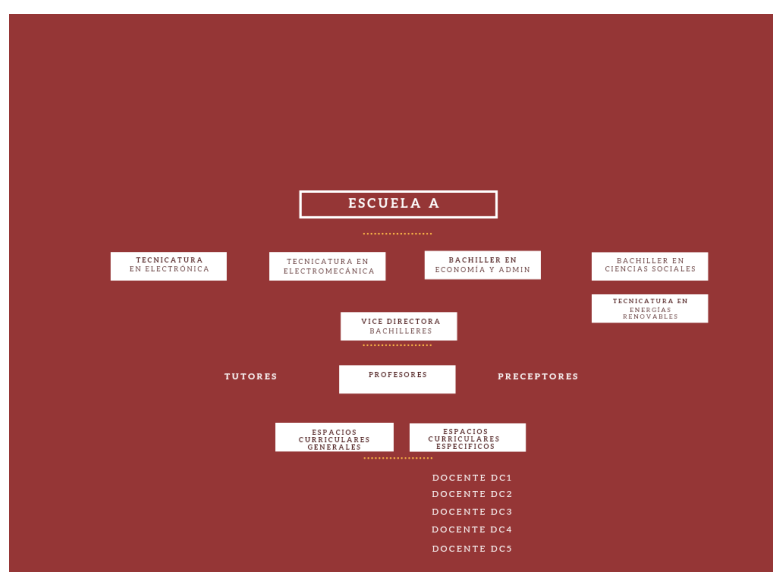 ESCUELA A
TECNICATURA
EN ELECTRÓNICA
TECNICATURA EN
ELECTROMECÁNICA
BACHILLER EN
ECONOMÍA Y ADMIN
BACHILLER EN
CIENCIAS SOCIALES
TECNICATURA EN
ENERGÍAS
RENOVABLES
VICE DIRECTORA
BACHILLERES
TUTORES
PROFESORES
PRECEPTORES
ESPACIOS
CURRICULARES
GENERALES
ESPACIOS
CURRICULARES
ESPECIFICOS
DOCENTE DC1
DOCENTE DC2
DOCENTE DC3
DOCENTE DC4
DOCENTE DC5